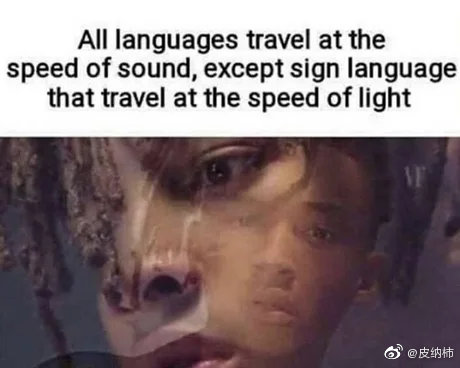 All languages travel at the
speed of sound, except sign language
that travel at the speed of light
@皮纳柿